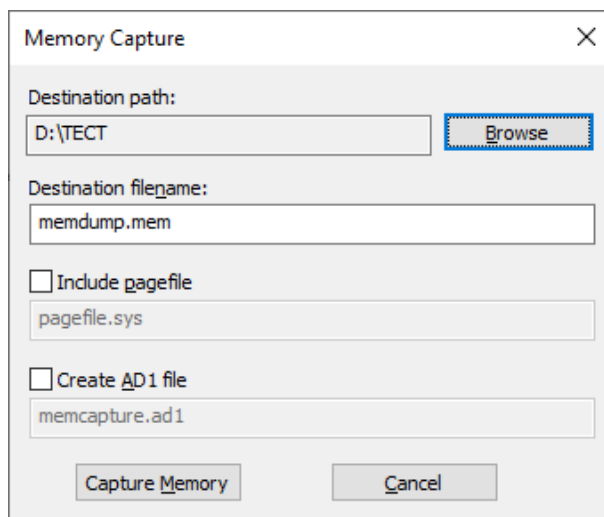 Memory Capture
Destination path:
D:\TECT
Browse
Destination filename:
memdump.mem
Include pagefile
pagefile.sys
Create AD1 file
memcapture.ad1
Capture Memory
Cancel